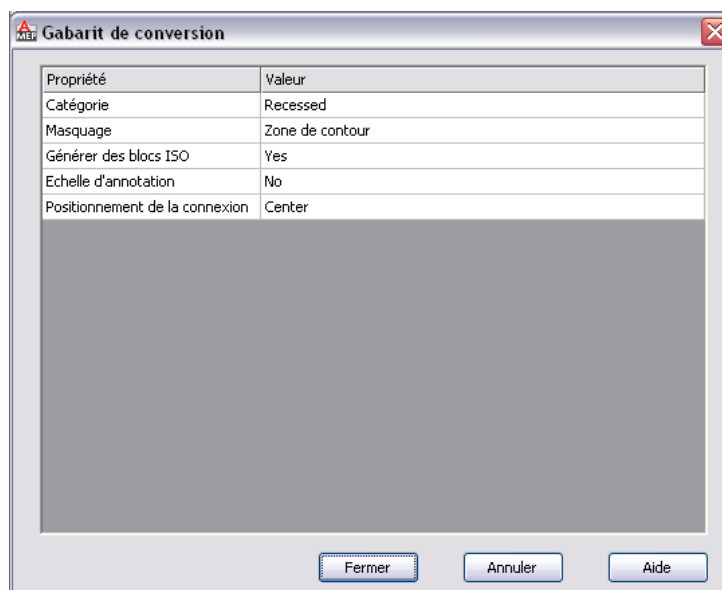 A MEP Gabarit de conversion
Propriété Valeur
Catégorie Recessed
Masquage Zone de contour
Générer des blocs ISO Yes
Echelle d'annotation No
Positionnement de la connexion Center
Fermer Annuler Aide